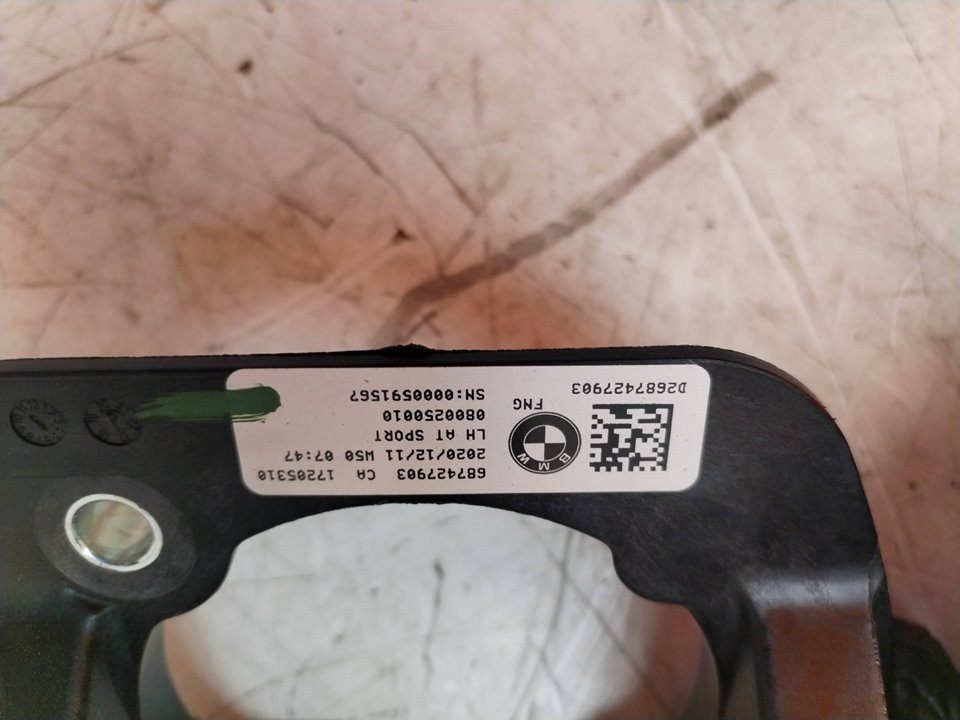 687427903 CA 17205310
2020/12/11 W50 07:47
LH AT SPORT
0800250010
SN:0000591567
BMW
FNG
D2687427903